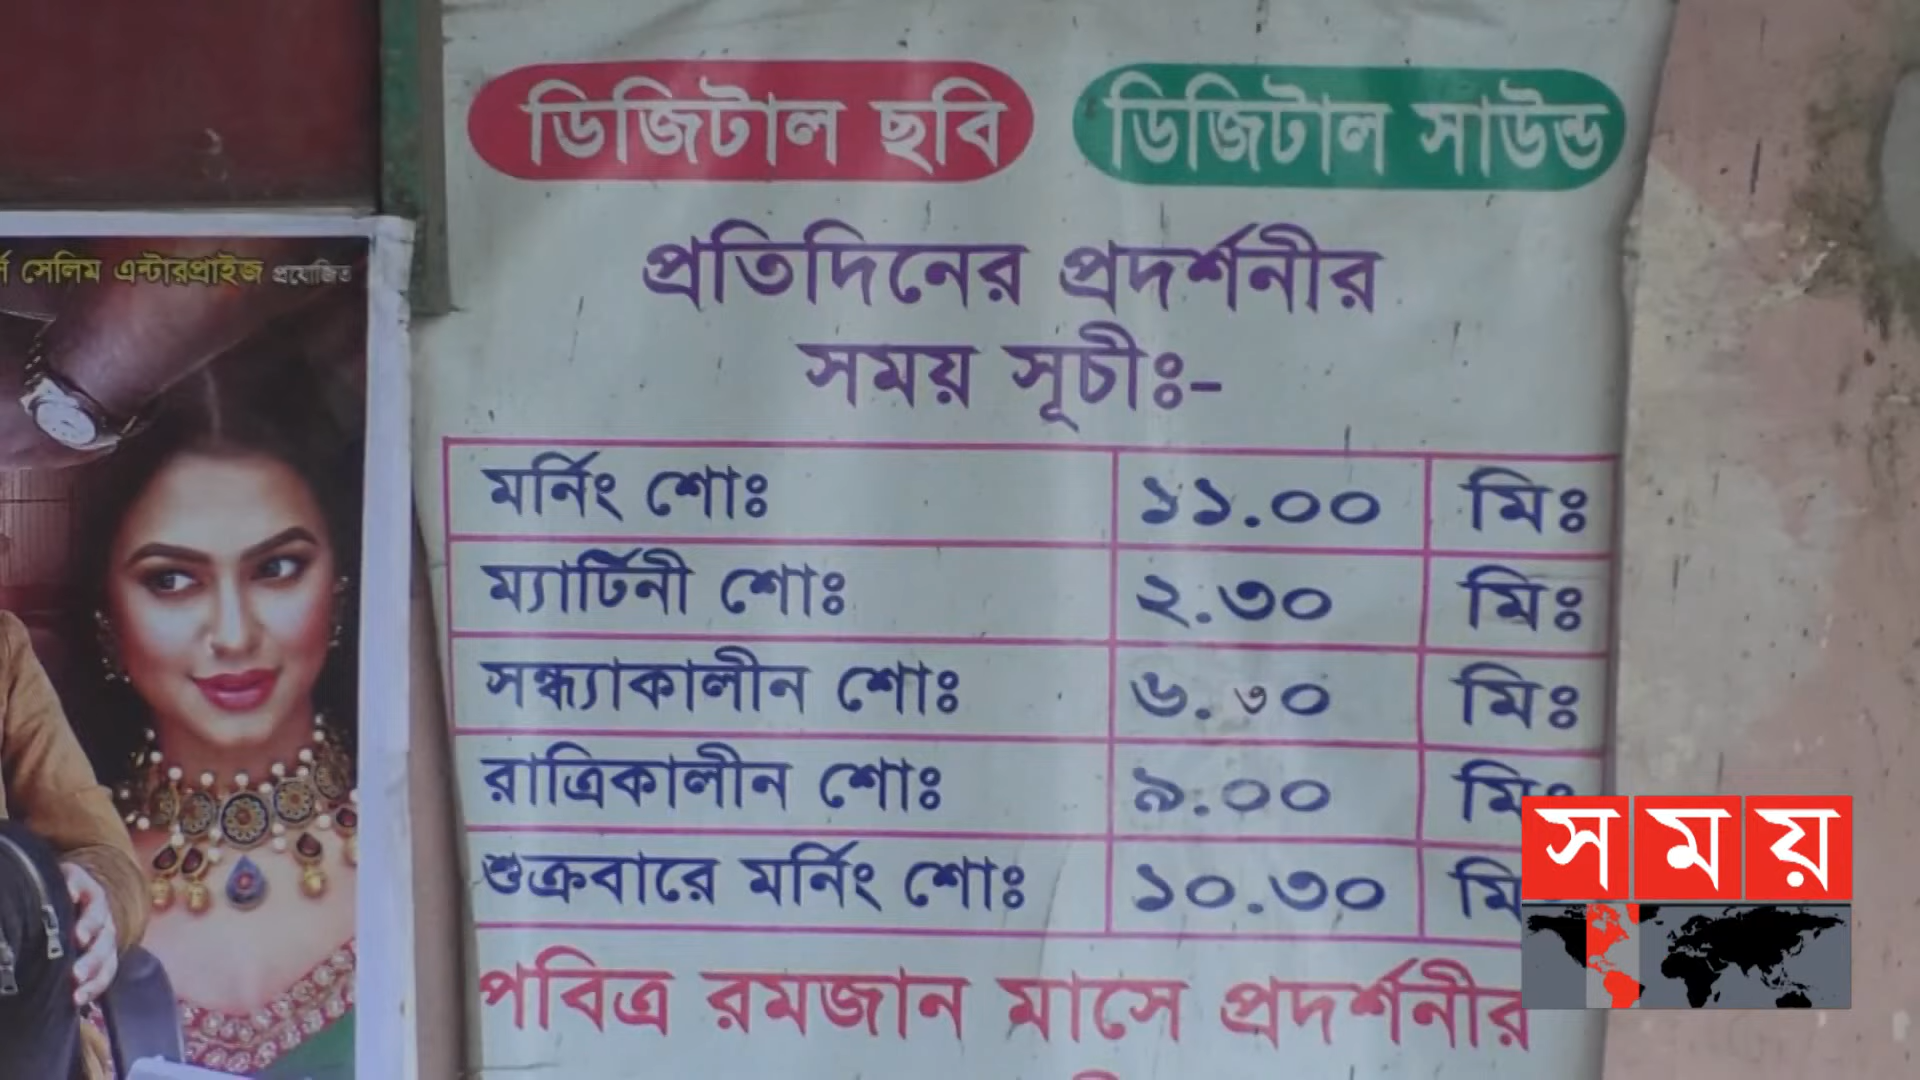 ডিজিটাল ছবি ডিজিটাল সাউন্ড
প্রতিদিনের প্রদর্শনীর
সময় সূচীঃ-
মর্নিং শোঃ ১১.০০ মিঃ
ম্যার্টিনী শোঃ ২.৩০ মিঃ
সন্ধ্যাকালীন শোঃ ৬.৩০ মিঃ
রাত্রিকালীন শোঃ ৯.০০ মিঃ
শুক্রবারে মর্নিং শোঃ ১০.৩০ মি
পবিত্র রমজান মাসে প্রদর্শনীর
সেলিম এন্টারপ্রাইজ প্রযোজিত
সময়